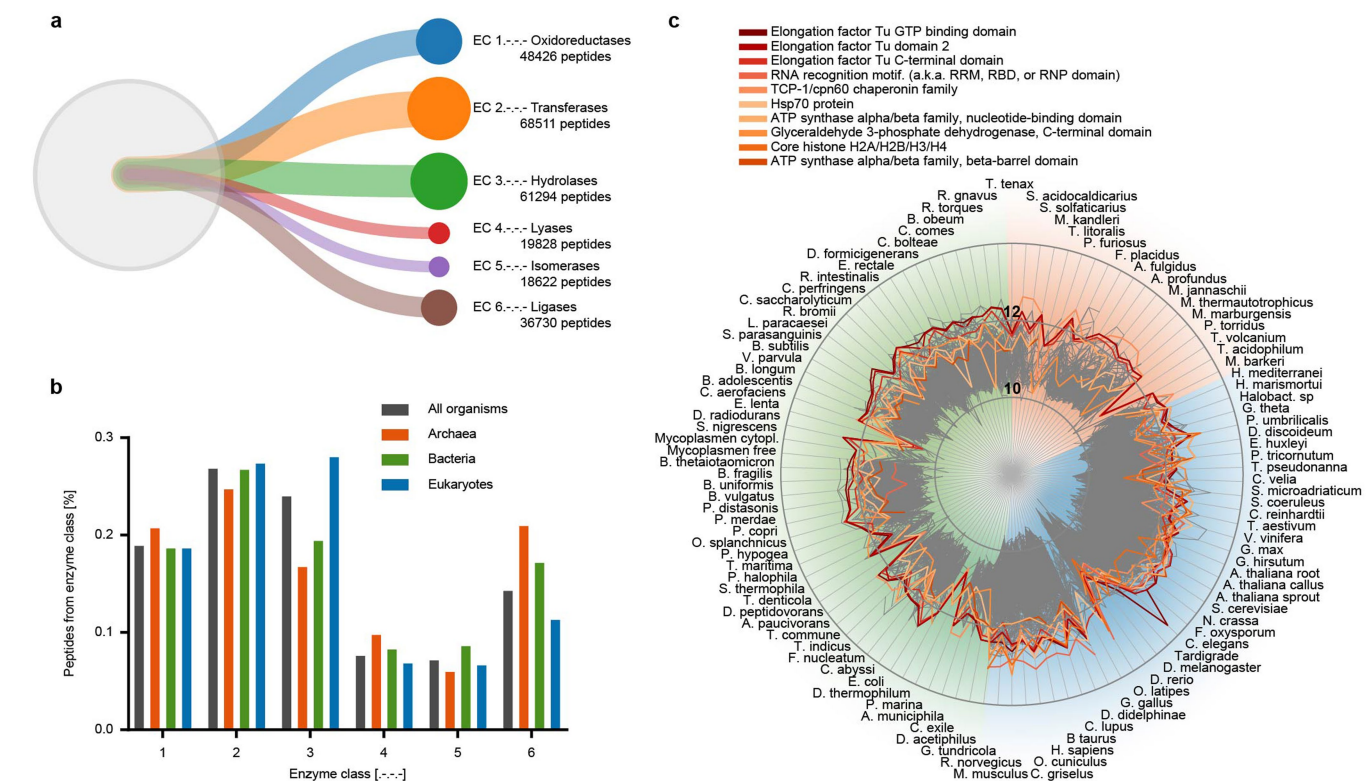 a
EC 1.-.-.- Oxidoreductases
48426 peptides
EC 2.-.-.- Transferases
68511 peptides
EC 3.-.-.- Hydrolases
61294 peptides
EC 4.-.-.- Lyases
19828 peptides
EC 5.-.-.- Isomerases
18622 peptides
EC 6.-.-.- Ligases
36730 peptides
b
All organisms
Archaea
Bacteria
Eukaryotes
Peptides from enzyme class [%]
0.3
0.2
0.1
0.0
1
2
3
4
5
6
Enzyme class [.-.-.-]
c
Elongation factor Tu GTP binding domain
Elongation factor Tu domain 2
Elongation factor Tu C-terminal domain
RNA recognition motif. (a.k.a. RRM, RBD, or RNP domain)
TCP-1/cpn60 chaperonin family
Hsp70 protein
ATP synthase alpha/beta family, nucleotide-binding domain
Glyceraldehyde 3-phosphate dehydrogenase, C-terminal domain
Core histone H2A/H2B/H3/H4
ATP synthase alpha/beta family, beta-barrel domain
12
10
T. tenax
S. acidocaldicarius
S. solfaticarius
M. kandleri
T. litoralis
P. furiosus
F. placidus
A. fulgidus
A. profundus
M. jannaschii
M. thermautotrophicus
M. marburgensis
P. torridus
T. volcanium
T. acidophilum
M. barkeri
H. mediterranei
H. marismortui
Halobact. sp
G. theta
P. umbrilicalis
D. discoideum
E. huxleyi
P. tricornutum
T. pseudonanna
C. velia
S. microadriaticum
S. coeruleus
C. reinhardtii
T. aestivum
V. vinifera
G. max
G. hirsutum
A. thaliana root
A. thaliana callus
A. thaliana sprout
S. cerevisiae
N. crassa
F. oxysporum
C. elegans
Tardigrade
D. melanogaster
D. rerio
O. latipes
G. gallus
D. didelphinae
C. lupus
B taurus
H. sapiens
O. cuniculus
C. griselus
M. musculus
R. norvegicus
G. tundricola
D. acetiphilus
C. exile
A. municiphila
P. marina
D. thermophilum
E. coli
C. abyssi
F. nucleatum
T. indicus
T. commune
A. paucivorans
D. peptidovorans
T. denticola
S. thermophila
P. halophila
T. maritima
P. hypogea
O. splanchnicus
P. copri
P. merdae
P. distasonis
B. vulgatus
B. uniformis
B. fragilis
B. thetaiotaomicron
Mycoplasmen free
Mycoplasmen cytopl.
S. nigrescens
D. radiodurans
E. lenta
C. aerofaciens
B. adolescentis
B. longum
V. parvula
B. subtilis
S. parasanguinis
L. paracaesei
R. bromii
C. saccharolyticum
C. perfringens
R. intestinalis
E. rectale
D. formicigenerans
C. bolteae
C. comes
B. obeum
R. torques
R. gnavus